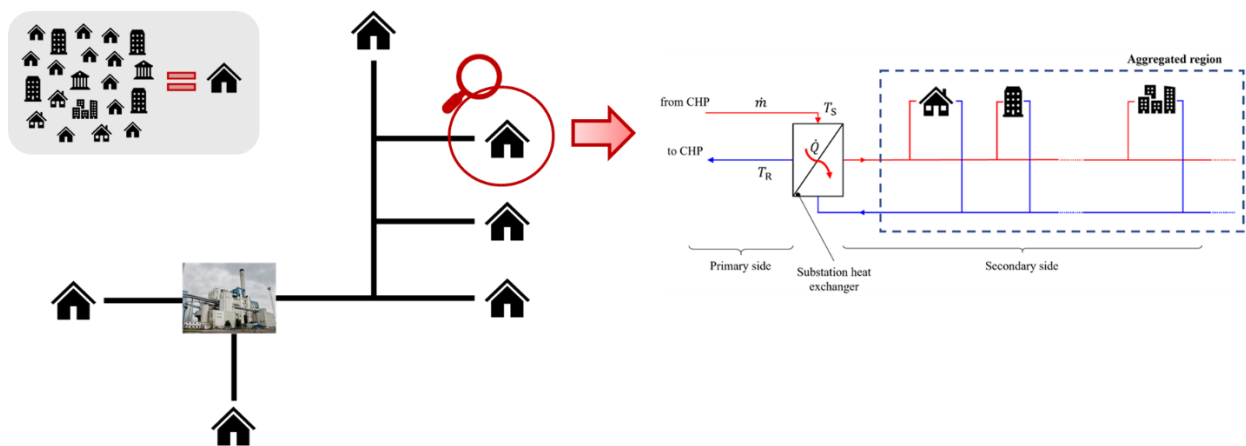 Aggregated region
from CHP
ṁ
T_S
to CHP
T_R
Q̇
Primary side
Substation heat
exchanger
Secondary side